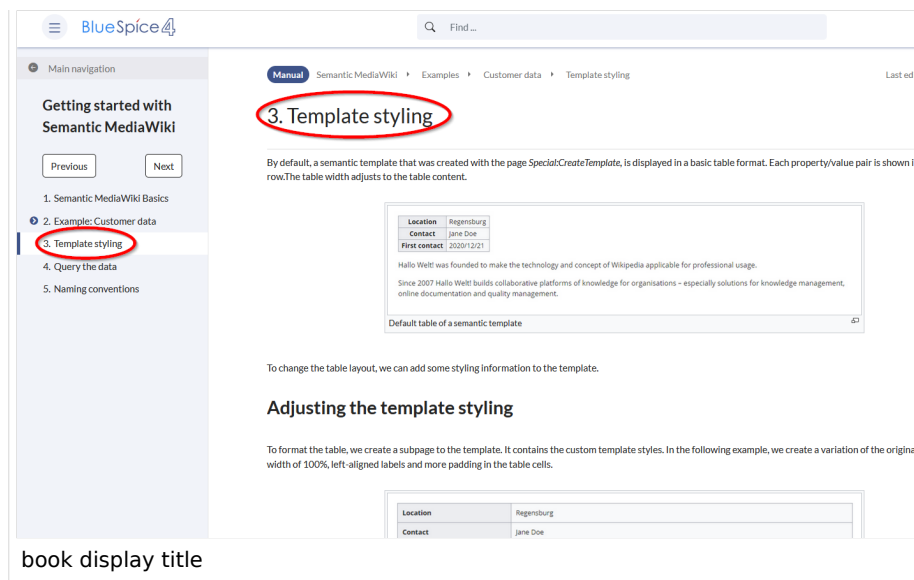 BlueSpice 4
Find ...
Main navigation
Getting started with
Semantic MediaWiki
Previous Next
1. Semantic MediaWiki Basics
2. Example: Customer data
3. Template styling
4. Query the data
5. Naming conventions
Manual Semantic MediaWiki Examples Customer data Template styling
Last ed
3. Template styling
By default, a semantic template that was created with the page Special:CreateTemplate, is displayed in a basic table format. Each property/value pair is shown i
row.The table width adjusts to the table content.
Location Regensburg
Contact Jane Doe
First contact 2020/12/21
Hallo Welt! was founded to make the technology and concept of Wikipedia applicable for professional usage.
Since 2007 Hallo Welt! builds collaborative platforms of knowledge for organisations – especially solutions for knowledge management,
online documentation and quality management.
Default table of a semantic template
To change the table layout, we can add some styling information to the template.
Adjusting the template styling
To format the table, we create a subpage to the template. It contains the custom template styles. In the following example, we create a variation of the origina
width of 100%, left-aligned labels and more padding in the table cells.
Location Regensburg
Contact Jane Doe
book display title